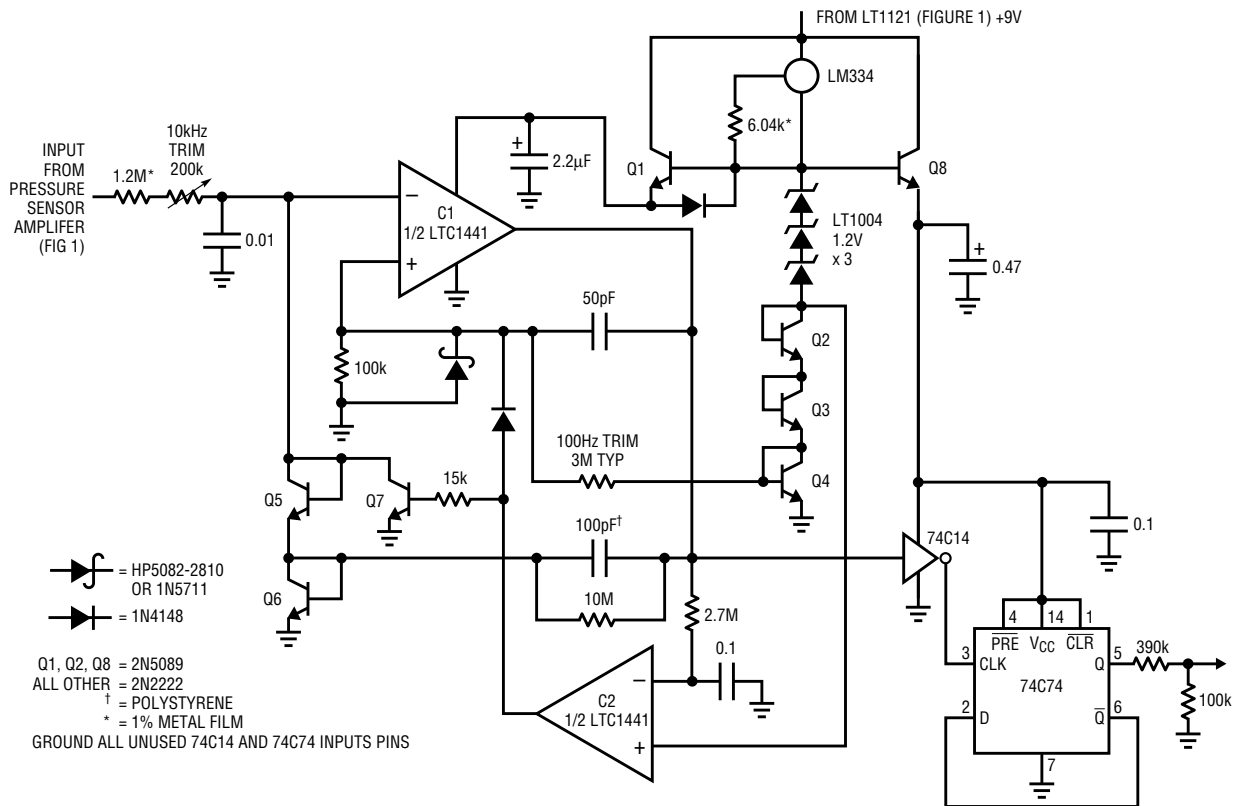 FROM LT1121 (FIGURE 1) +9V
LM334
6.04k*
10kHz
TRIM
200k
INPUT
FROM
PRESSURE
SENSOR
AMPLIFER
(FIG 1)
1.2M*
0.01
+
2.2µF
Q1
Q8
−
C1
1/2 LTC1441
+
LT1004
1.2V
x 3
+
0.47
50pF
100k
Q2
Q3
Q4
100Hz TRIM
3M TYP
15k
Q5
Q7
Q6
100pF†
10M
2.7M
74C14
0.1
= HP5082-2810
OR 1N5711
= 1N4148
Q1, Q2, Q8 = 2N5089
ALL OTHER = 2N2222
† = POLYSTYRENE
* = 1% METAL FILM
GROUND ALL UNUSED 74C14 AND 74C74 INPUTS PINS
−
C2
1/2 LTC1441
+
0.1
4
14
1
P̅R̅E̅
VCC
C̅L̅R̅
3
CLK
Q
5
390k
74C74
100k
2
D
Q̅
6
7